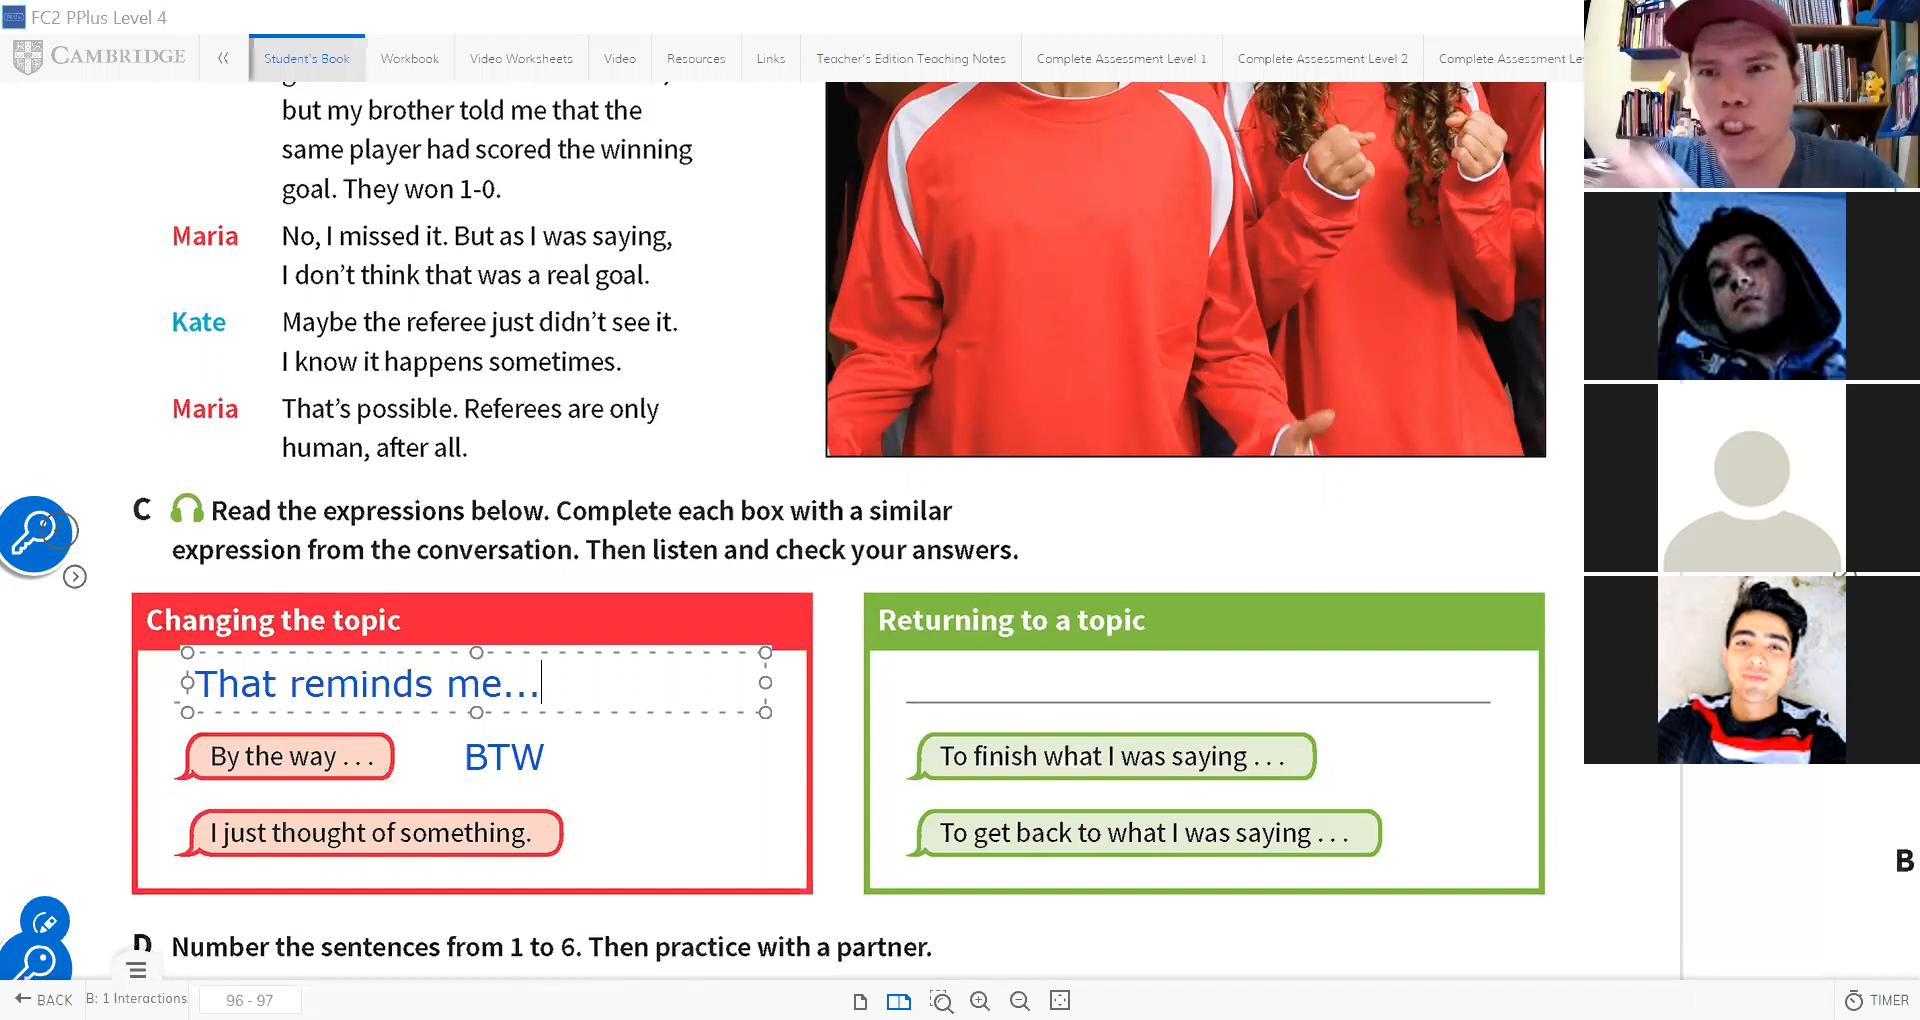 FC2 PPlus Level 4
CAMBRIDGE
Student's Book
Workbook
Video Worksheets
Video
Resources
Links
Teacher's Edition Teaching Notes
Complete Assessment Level 1
Complete Assessment Level 2
Complete Assessment Le
but my brother told me that the
same player had scored the winning
goal. They won 1-0.
Maria No, I missed it. But as I was saying,
I don't think that was a real goal.
Kate Maybe the referee just didn't see it.
I know it happens sometimes.
Maria That's possible. Referees are only
human, after all.
C Read the expressions below. Complete each box with a similar
expression from the conversation. Then listen and check your answers.
Changing the topic
That reminds me...
By the way . . . BTW
I just thought of something.
Returning to a topic
To finish what I was saying . . .
To get back to what I was saying . . .
B
D Number the sentences from 1 to 6. Then practice with a partner.
BACK
B: 1 Interactions
96 - 97
TIMER